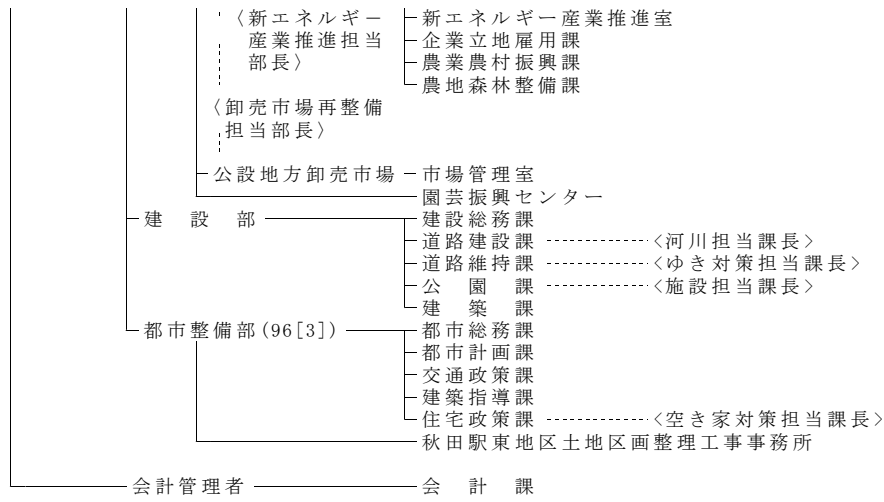 〈新エネルギー 新エネルギー産業推進室
産業推進担当 企業立地雇用課
部長〉 農業農村振興課
農地森林整備課
〈卸売市場再整備
担当部長〉
公設地方卸売市場 市場管理室
園芸振興センター
建設部 建設総務課
道路建設課 〈河川担当課長〉
道路維持課 〈ゆき対策担当課長〉
公園課 〈施設担当課長〉
建築課
都市整備部(96[3]) 都市総務課
都市計画課
交通政策課
建築指導課
住宅政策課 〈空き家対策担当課長〉
秋田駅東地区土地区画整理工事事務所
会計管理者 会計課